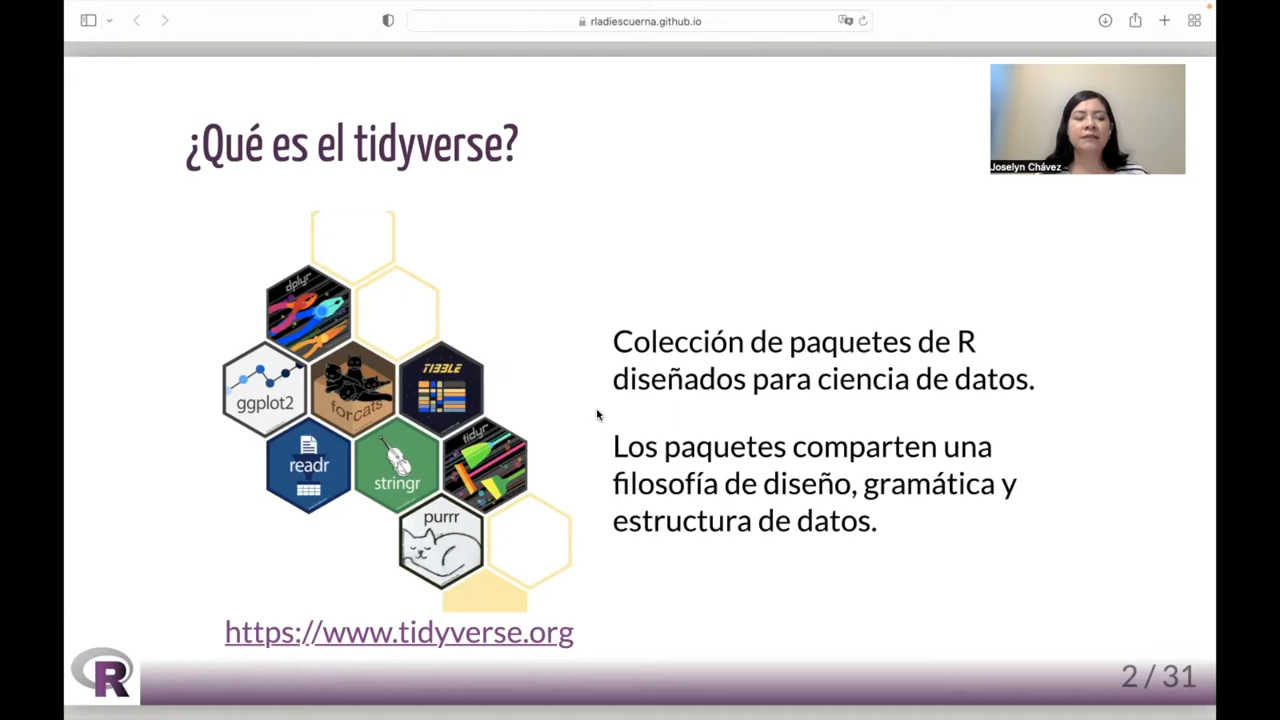 rladiescuerna.github.io
Joselyn Chávez
¿Qué es el tidyverse?
dplyr
ggplot2
forcats
TIBBLE
readr
stringr
tidyr
purrr
Colección de paquetes de R
diseñados para ciencia de datos.
Los paquetes comparten una
filosofía de diseño, gramática y
estructura de datos.
https://www.tidyverse.org
R
2 / 31